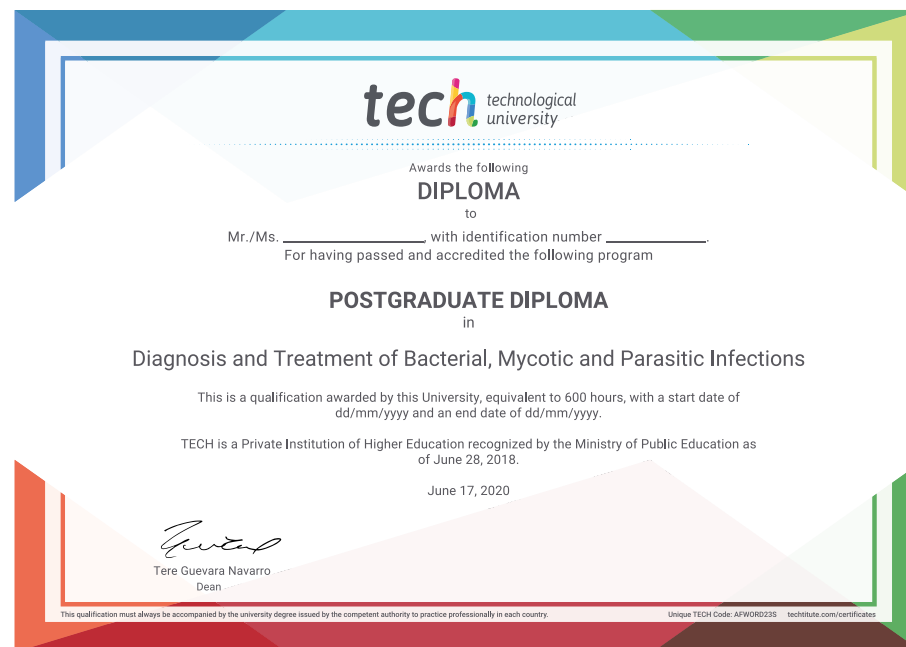 tech technological
university
Awards the following
DIPLOMA
to
Mr./Ms. ____________________, with identification number ______________.
For having passed and accredited the following program
POSTGRADUATE DIPLOMA
in
Diagnosis and Treatment of Bacterial, Mycotic and Parasitic Infections
This is a qualification awarded by this University, equivalent to 600 hours, with a start date of
dd/mm/yyyy and an end date of dd/mm/yyyy.
TECH is a Private Institution of Higher Education recognized by the Ministry of Public Education as
of June 28, 2018.
June 17, 2020
Tere Guevara Navarro
Dean
This qualification must always be accompanied by the university degree issued by the competent authority to practice professionally in each country. Unique TECH Code: AFWORD23S techtitute.com/certificates